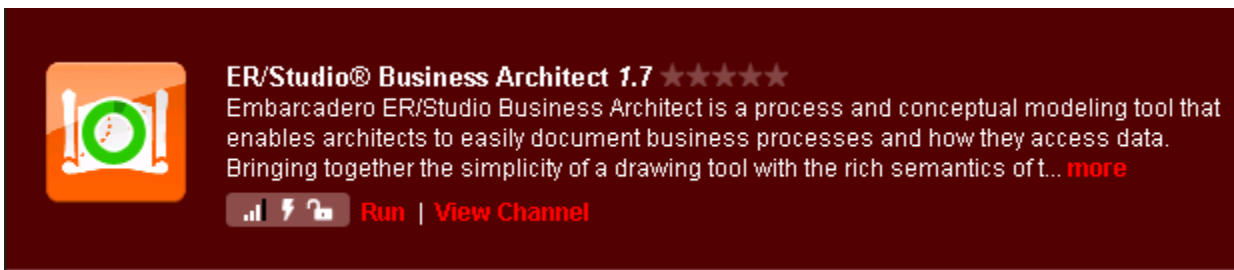 ER/Studio® Business Architect 1.7
Embarcadero ER/Studio Business Architect is a process and conceptual modeling tool that
enables architects to easily document business processes and how they access data.
Bringing together the simplicity of a drawing tool with the rich semantics of t... more
Run | View Channel